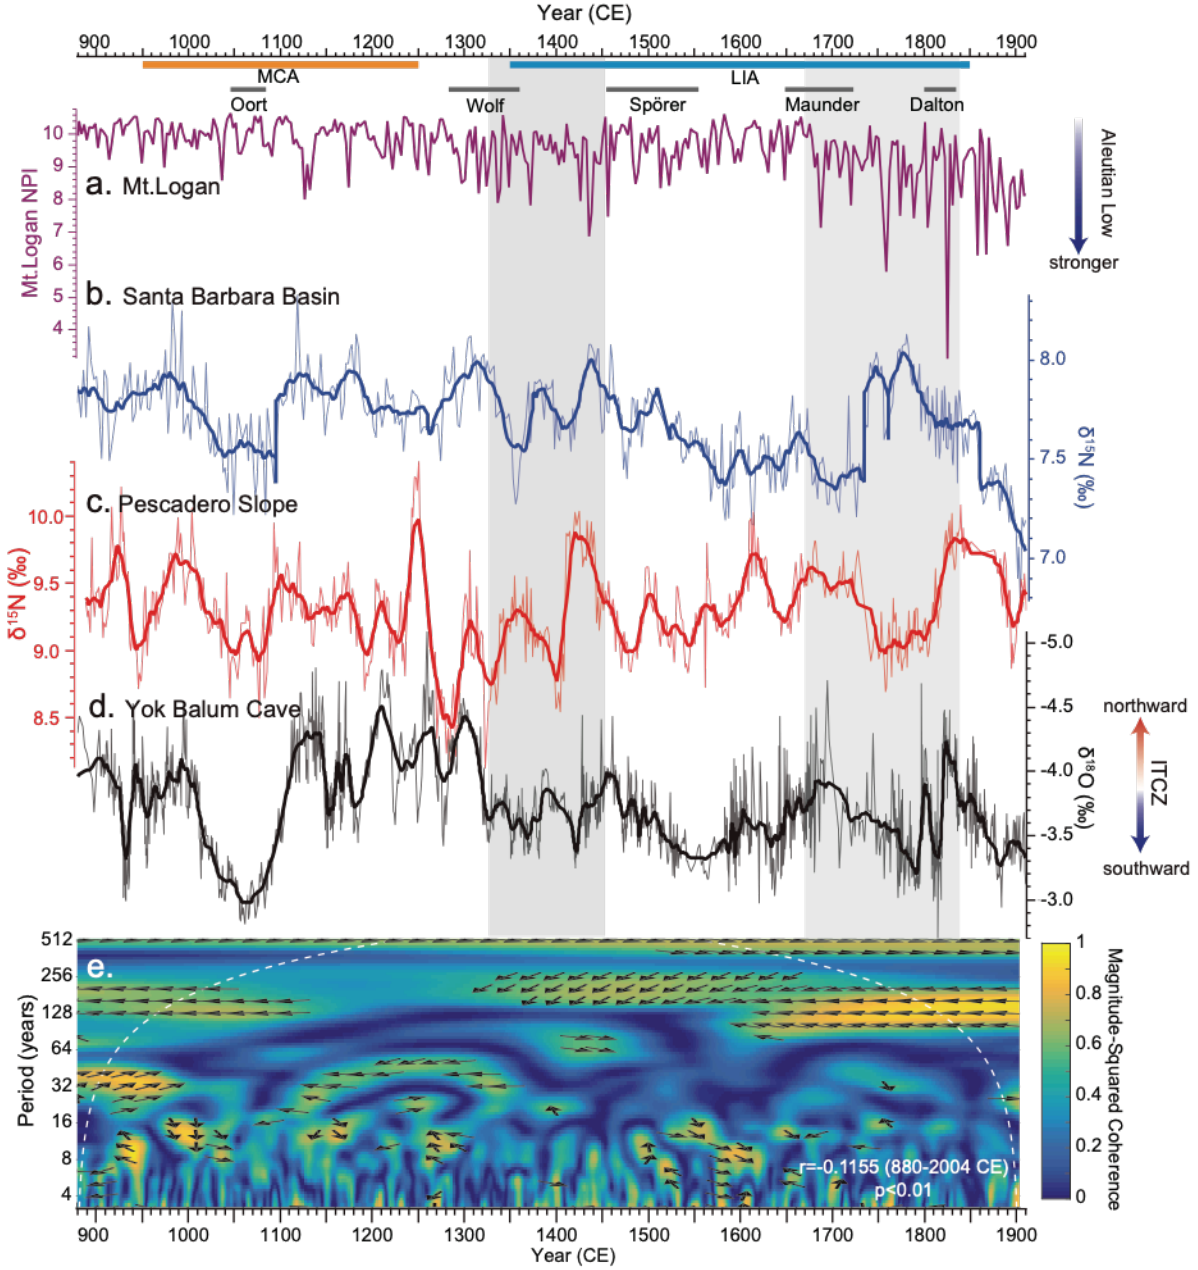 Year (CE)
900 1000 1100 1200 1300 1400 1500 1600 1700 1800 1900
MCA
LIA
Oort
Wolf
Spörer
Maunder
Dalton
10
9
8
7
6
5
4
Mt.Logan NPI
a. Mt.Logan
Aleutian Low
stronger
b. Santa Barbara Basin
8.0
7.5
7.0
δ15N (‰)
c. Pescadero Slope
10.0
9.5
9.0
8.5
δ15N (‰)
d. Yok Balum Cave
-5.0
-4.5
-4.0
-3.5
-3.0
δ18O (‰)
northward
ITCZ
southward
e.
512
256
128
64
32
16
8
4
Period (years)
r=-0.1155 (880-2004 CE)
p<0.01
1
0.8
0.6
0.4
0.2
0
Magnitude-Squared Coherence
900 1000 1100 1200 1300 1400 1500 1600 1700 1800 1900
Year (CE)